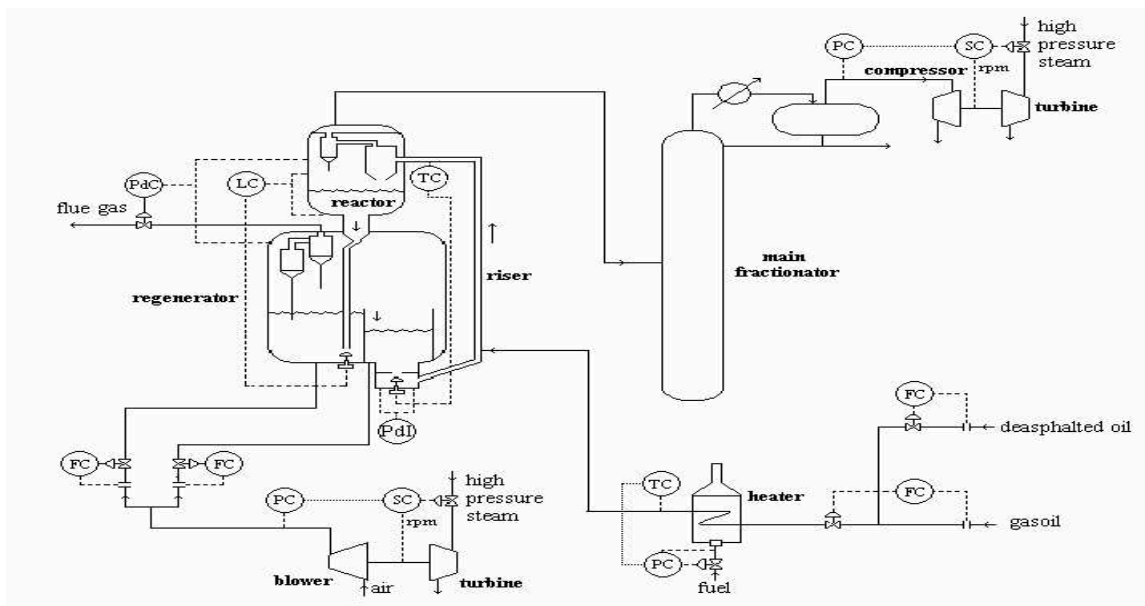 high
pressure
steam
PC
SC
rpm
compressor
turbine
PdC
LC
TC
reactor
flue gas
riser
regenerator
main
fractionator
PdI
FC
deasphalted oil
FC
FC
high
pressure
steam
TC
heater
FC
gasoil
PC
SC
rpm
PC
blower
air
turbine
fuel